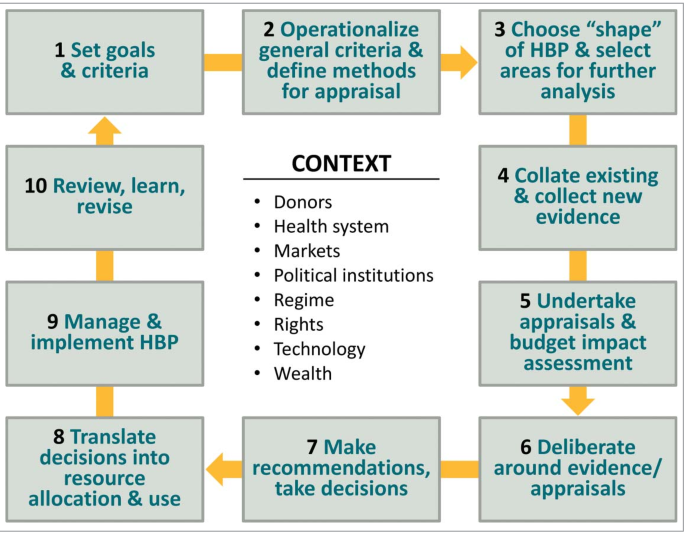 1 Set goals
& criteria
2 Operationalize
general criteria &
define methods
for appraisal
3 Choose “shape”
of HBP & select
areas for further
analysis
4 Collate existing
& collect new
evidence
5 Undertake
appraisals &
budget impact
assessment
6 Deliberate
around evidence/
appraisals
7 Make
recommendations,
take decisions
8 Translate
decisions into
resource
allocation & use
9 Manage &
implement HBP
10 Review, learn,
revise
CONTEXT
• Donors
• Health system
• Markets
• Political institutions
• Regime
• Rights
• Technology
• Wealth